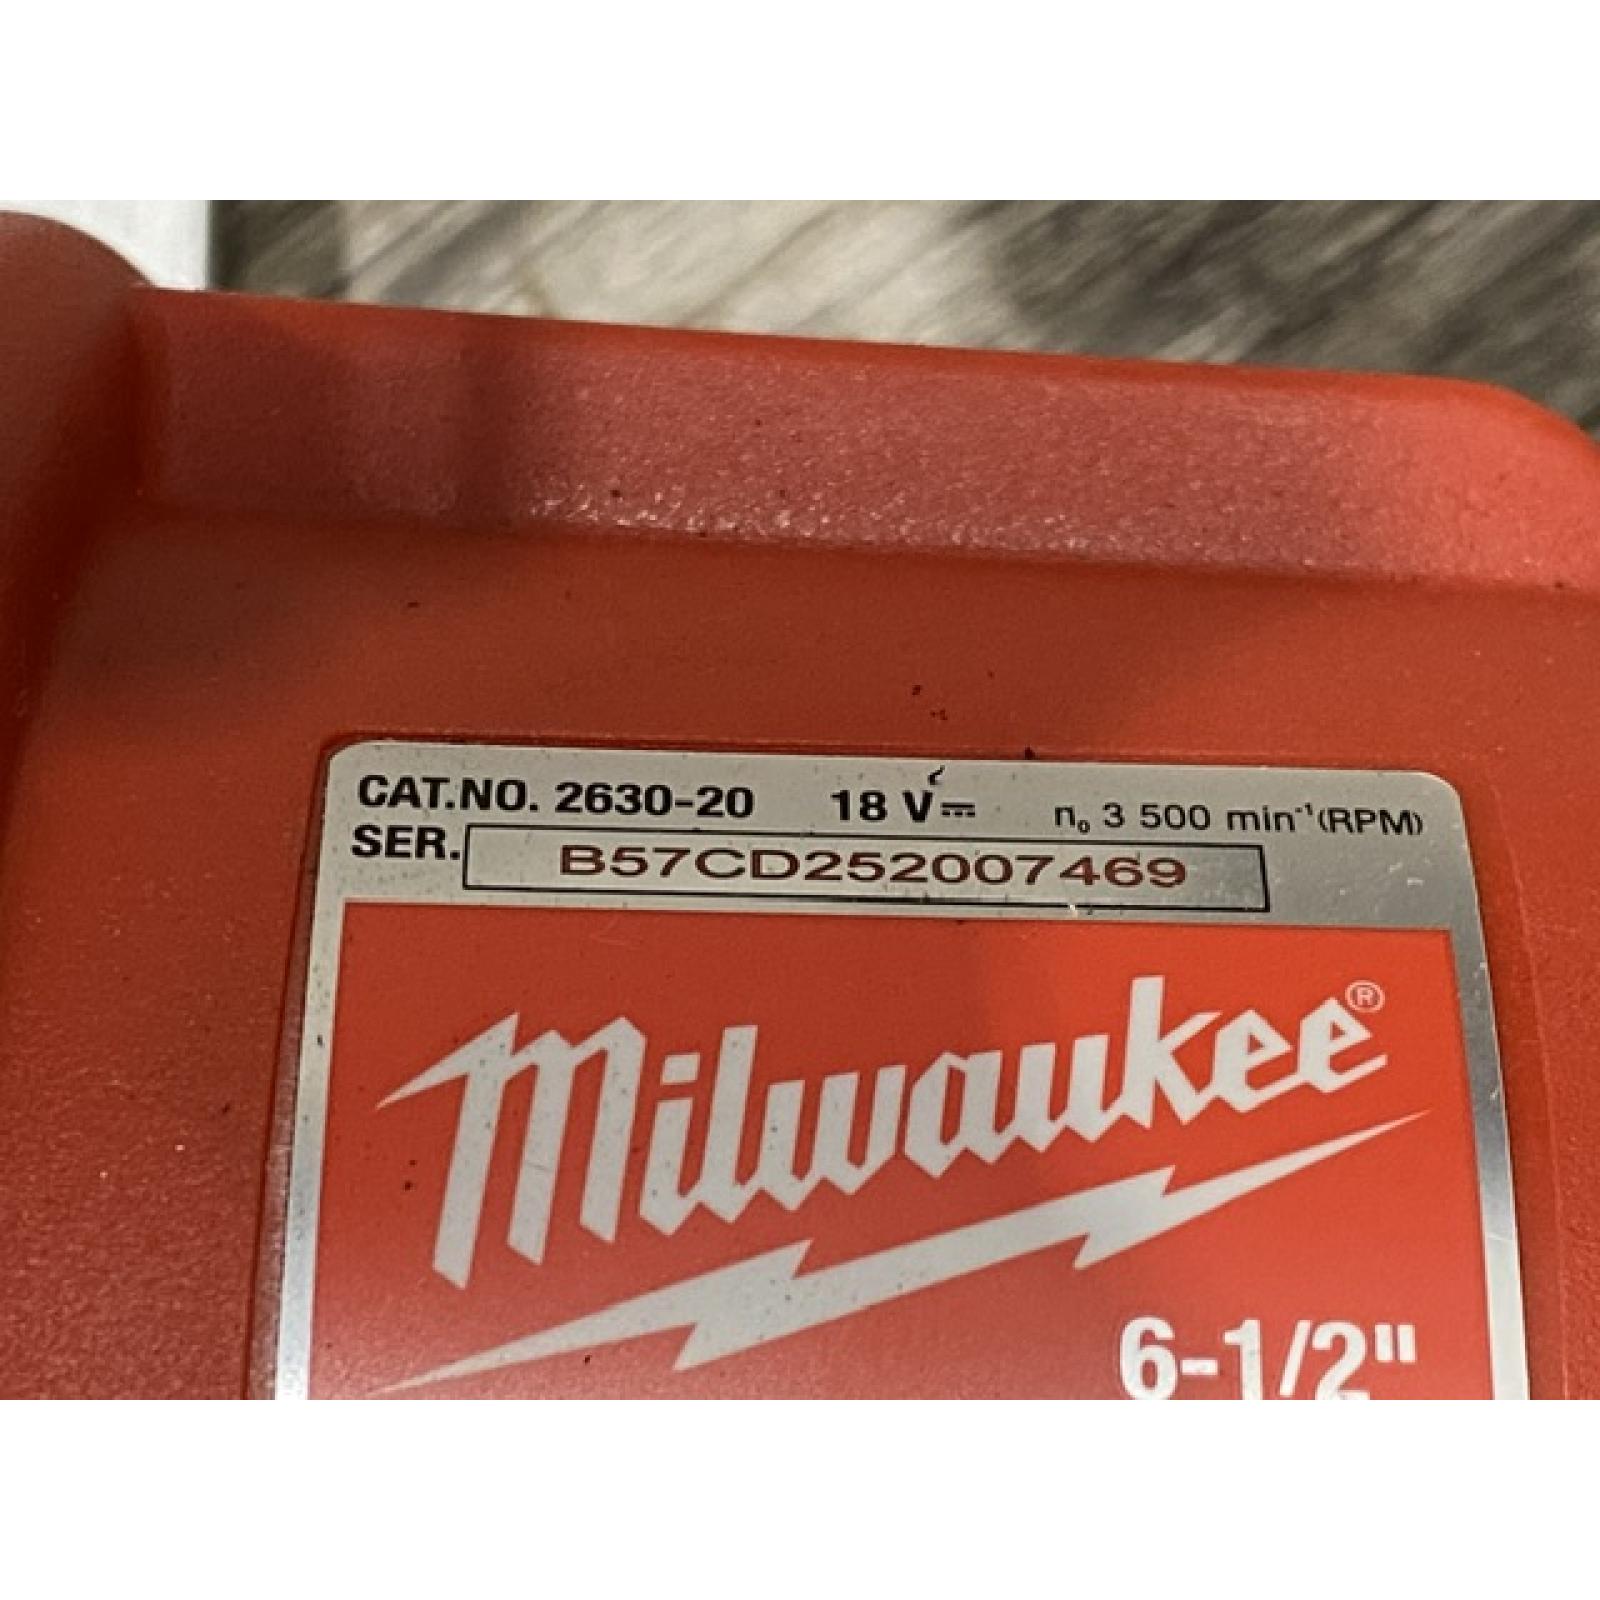 CAT.NO. 2630-20 18 V⎓ n₀ 3 500 min⁻¹(RPM)
SER. B57CD252007469
Milwaukee®
6-1/2"